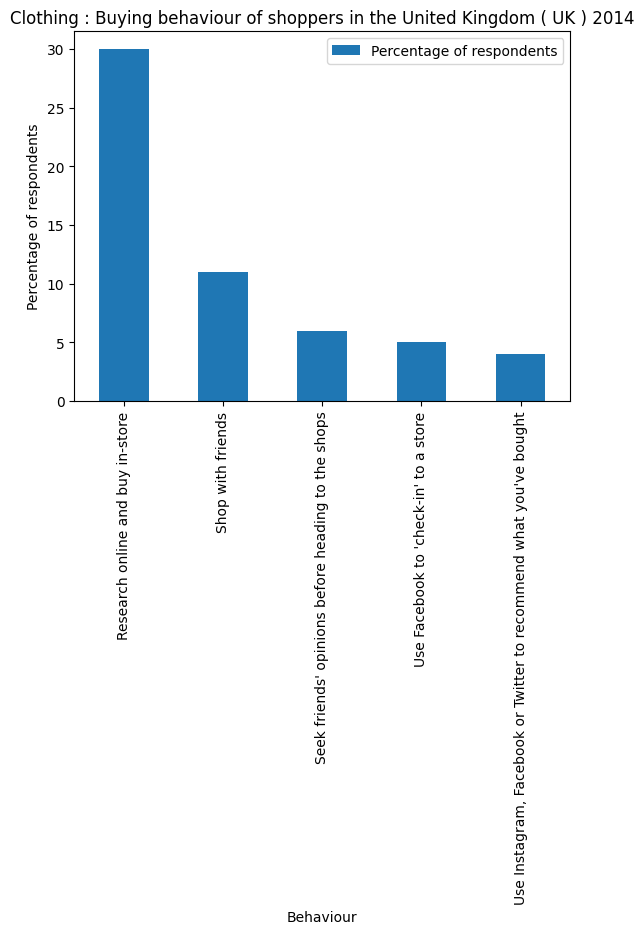 Clothing : Buying behaviour of shoppers in the United Kingdom ( UK ) 2014
Percentage of respondents
Percentage of respondents
30
25
20
15
10
5
0
Research online and buy in-store
Shop with friends
Seek friends' opinions before heading to the shops
Use Facebook to 'check-in' to a store
Use Instagram, Facebook or Twitter to recommend what you've bought
Behaviour